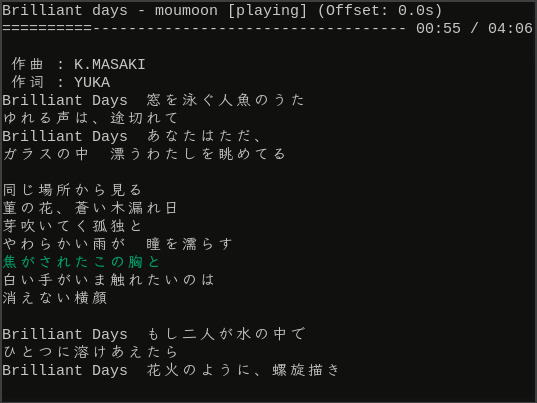 Brilliant days - moumoon [playing] (Offset: 0.0s)
==========----------------------------------- 00:55 / 04:06
作曲 : K.MASAKI
作词 : YUKA
Brilliant Days 窓を泳ぐ人魚のうた
ゆれる声は、途切れて
Brilliant Days あなたはただ、
ガラスの中 漂うわたしを眺めてる
同じ場所から見る
菫の花、蒼い木漏れ日
芽吹いてく孤独と
やわらかい雨が 瞳を濡らす
焦がされたこの胸と
白い手がいま触れたいのは
消えない横顔
Brilliant Days もし二人が水の中で
ひとつに溶けあえたら
Brilliant Days 花火のように、螺旋描き